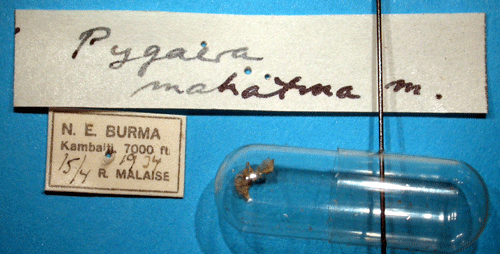 Pygaera
mahatma m.
N. E. BURMA
Kambaiti, 7000 ft
15/4 1934
R. MALAISE